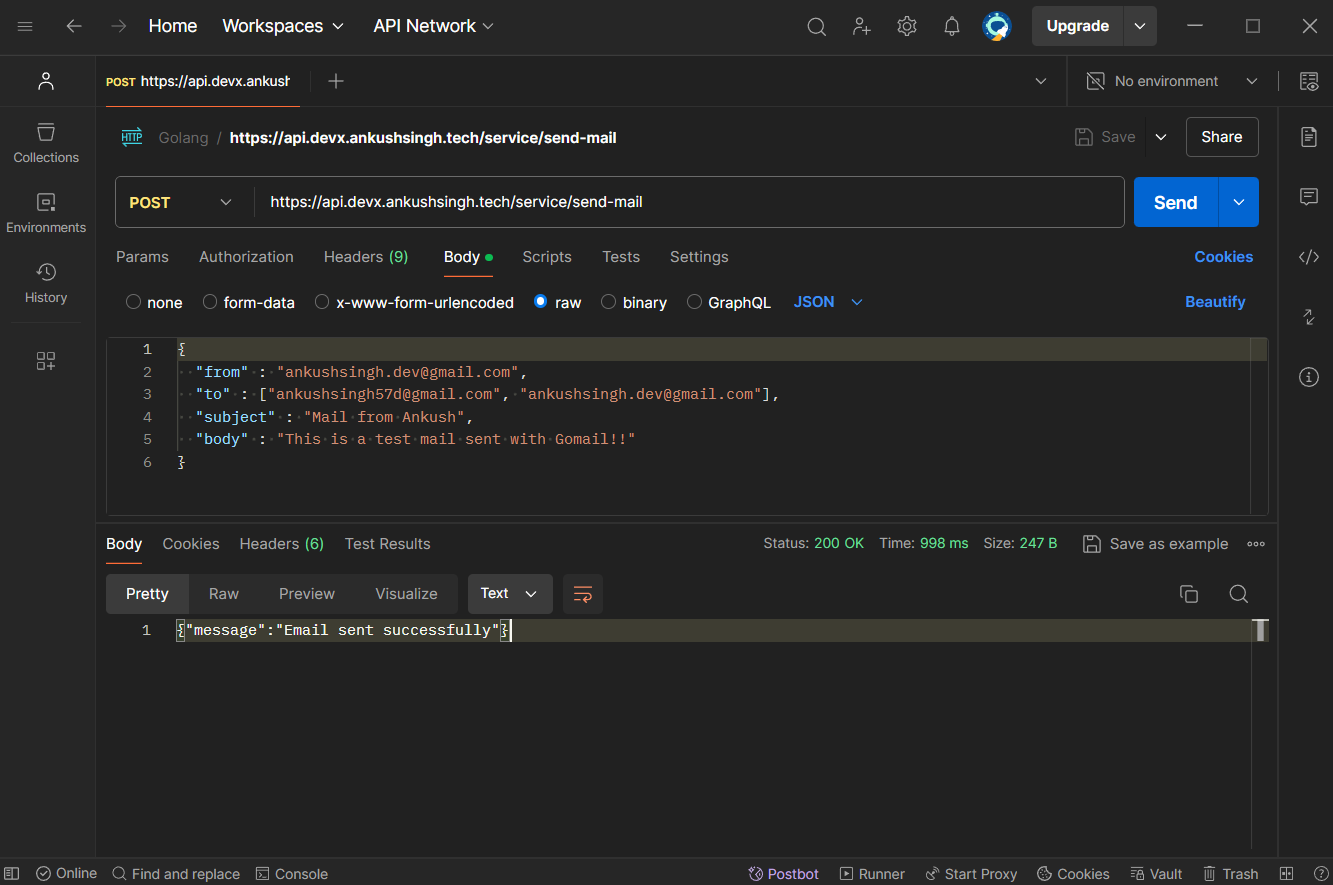 Home Workspaces API Network Upgrade
POST https://api.devx.ankush No environment
HTTP Golang / https://api.devx.ankushsingh.tech/service/send-mail Save Share
Collections
Environments
History
POST https://api.devx.ankushsingh.tech/service/send-mail Send
Params Authorization Headers (9) Body Scripts Tests Settings Cookies
none form-data x-www-form-urlencoded raw binary GraphQL JSON Beautify
1 {
2 "from" : "ankushsingh.dev@gmail.com",
3 "to" : ["ankushsingh57d@gmail.com", "ankushsingh.dev@gmail.com"],
4 "subject" : "Mail from Ankush",
5 "body" : "This is a test mail sent with Gomail!!"
6 }
Body Cookies Headers (6) Test Results Status: 200 OK Time: 998 ms Size: 247 B Save as example
Pretty Raw Preview Visualize Text
1 {"message":"Email sent successfully"}
Online Find and replace Console Postbot Runner Start Proxy Cookies Vault Trash